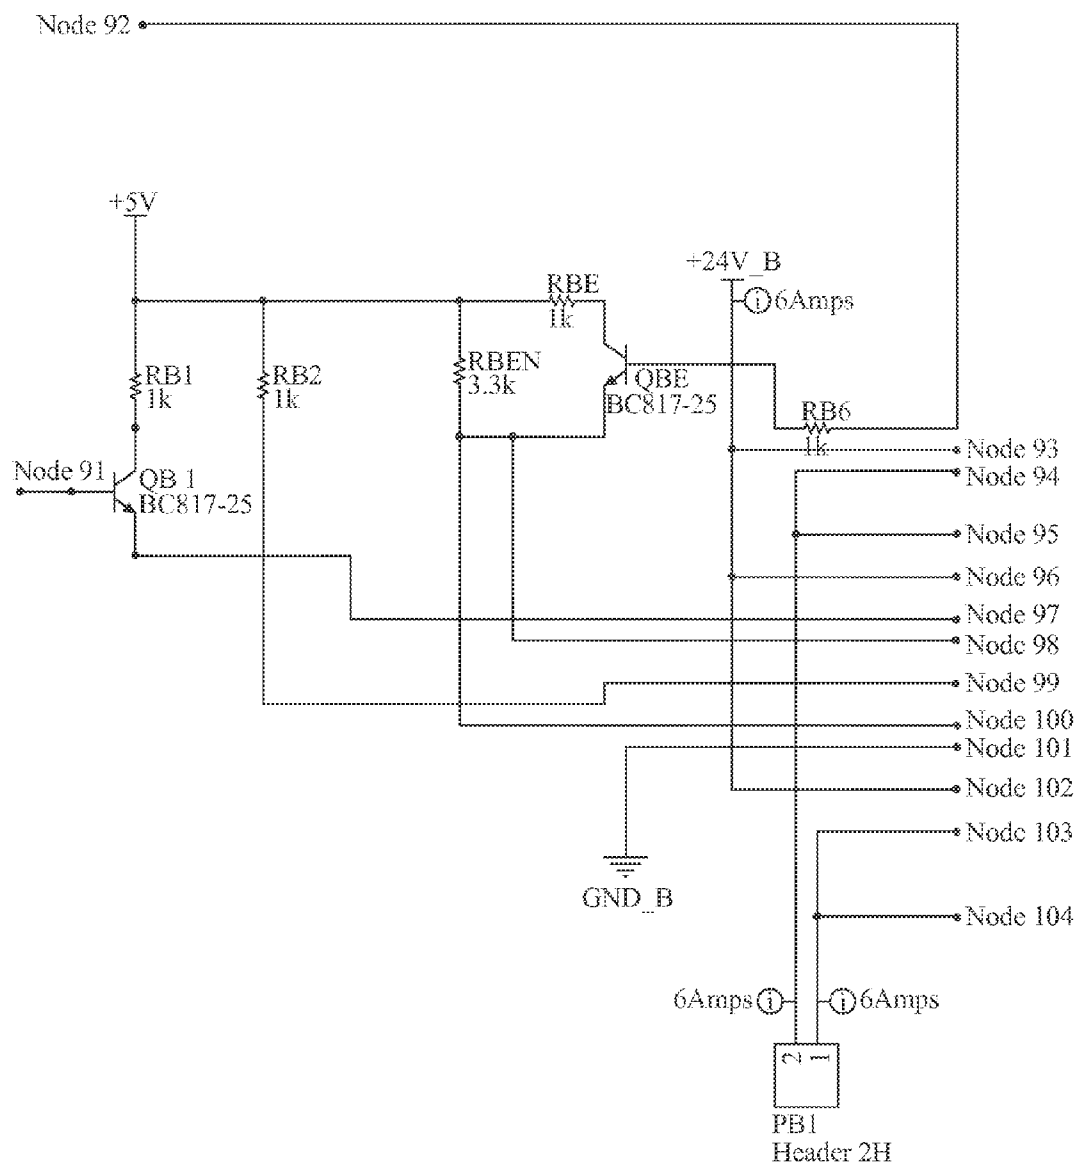 Node 92
+5V
+24V_B
i 6Amps
RBE
1k
RB1
1k
RB2
1k
RBEN
3.3k
QBE
BC817-25
RB6
1k
Node 91
QB 1
BC817-25
Node 93
Node 94
Node 95
Node 96
Node 97
Node 98
Node 99
Node 100
Node 101
Node 102
Node 103
Node 104
GND_B
6Amps i
i 6Amps
2 1
PB1
Header 2H